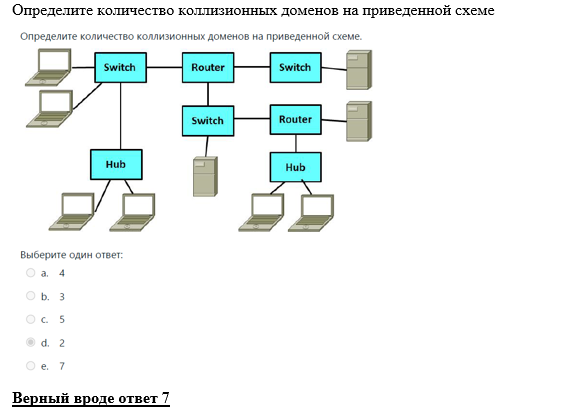 Определите количество коллизионных доменов на приведенной схеме
Определите количество коллизионных доменов на приведенной схеме.
Switch
Router
Switch
Switch
Router
Hub
Hub
Выберите один ответ:
a. 4
b. 3
c. 5
d. 2
e. 7
Верный вроде ответ 7